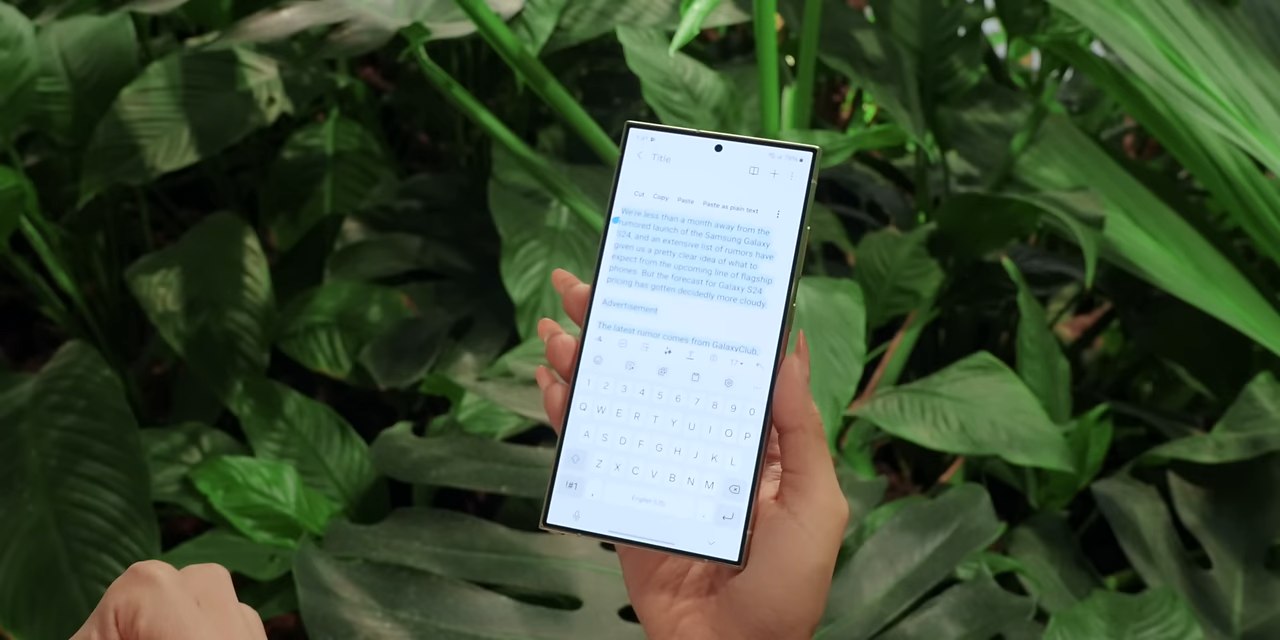 Title
Cut Copy Paste Paste as plain text
We're less than a month away from the
rumored launch of the Samsung Galaxy
S24, and an extensive list of rumors have
given us a pretty clear idea of what to
expect from the upcoming line of flagship
phones. But the forecast for Galaxy S24
pricing has gotten decidedly more cloudy.
Advertisement
The latest rumor comes from GalaxyClub,
1 2 3 4 5 6 7 8 9 0
Q W E R T Y U I O P
A S D F G H J K L
Z X C V B N M
!#1 , .